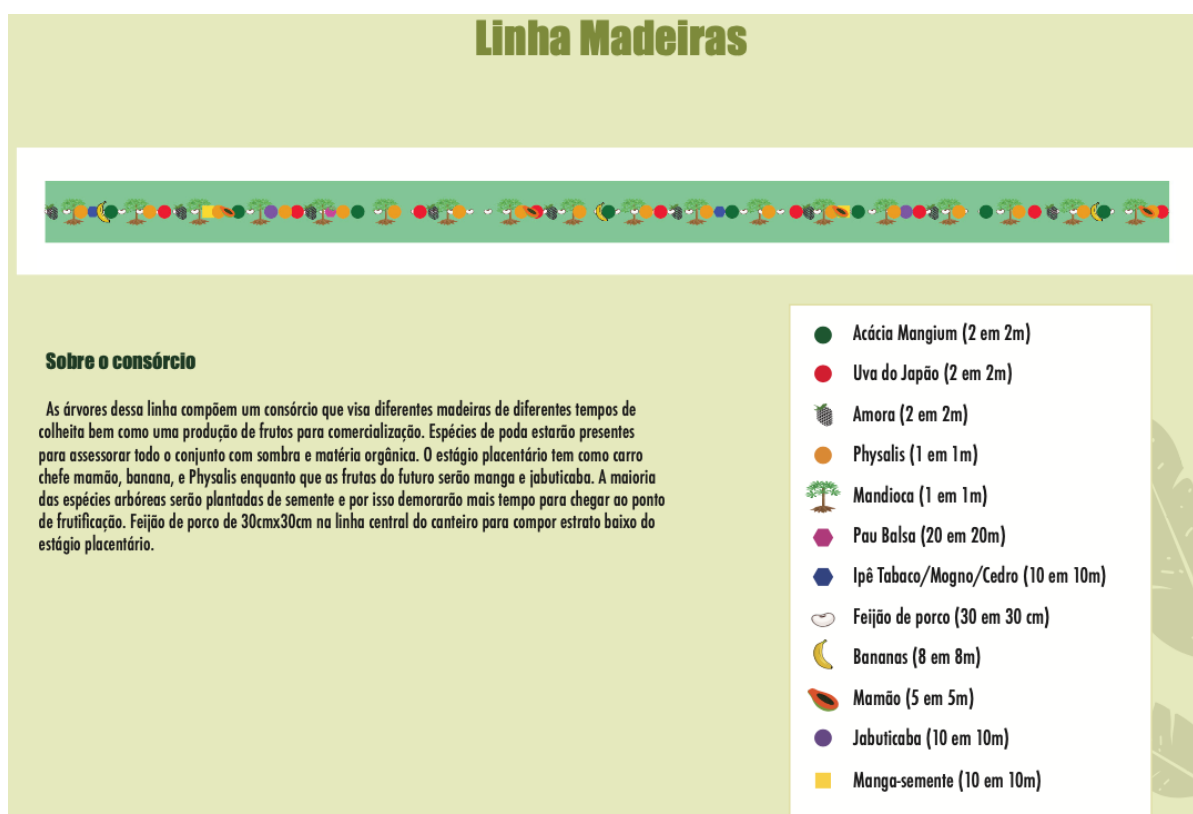 Linha Madeiras
Sobre o consórcio
As árvores dessa linha compõem um consórcio que visa diferentes madeiras de diferentes tempos de
colheita bem como uma produção de frutos para comercialização. Espécies de poda estarão presentes
para assessorar todo o conjunto com sombra e matéria orgânica. O estágio placentário tem como carro
chefe mamão, banana, e Physalis enquanto que as frutas do futuro serão manga e jabuticaba. A maioria
das espécies arbóreas serão plantadas de semente e por isso demorarão mais tempo para chegar ao ponto
de frutificação. Feijão de porco de 30cmx30cm na linha central do canteiro para compor estrato baixo do
estágio placentário.
Acácia Mangium (2 em 2m)
Uva do Japão (2 em 2m)
Amora (2 em 2m)
Physalis (1 em 1m)
Mandioca (1 em 1m)
Pau Balsa (20 em 20m)
Ipê Tabaco/Mogno/Cedro (10 em 10m)
Feijão de porco (30 em 30 cm)
Bananas (8 em 8m)
Mamão (5 em 5m)
Jabuticaba (10 em 10m)
Manga-semente (10 em 10m)